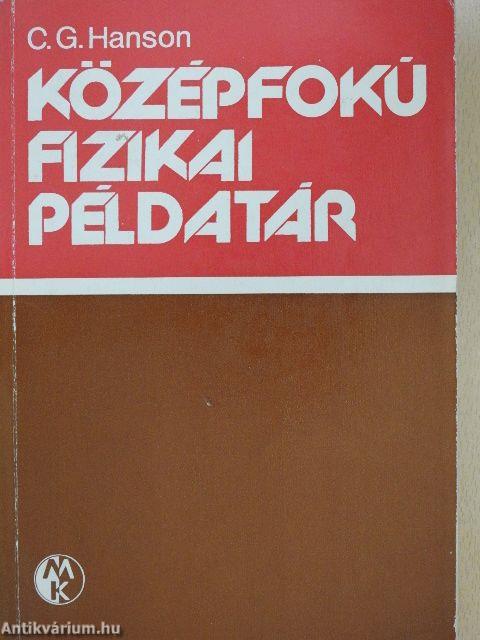 C. G. Hanson
KÖZÉPFOKÚ
FIZIKAI
PÉLDATÁR
MK
Antikvárium.hu